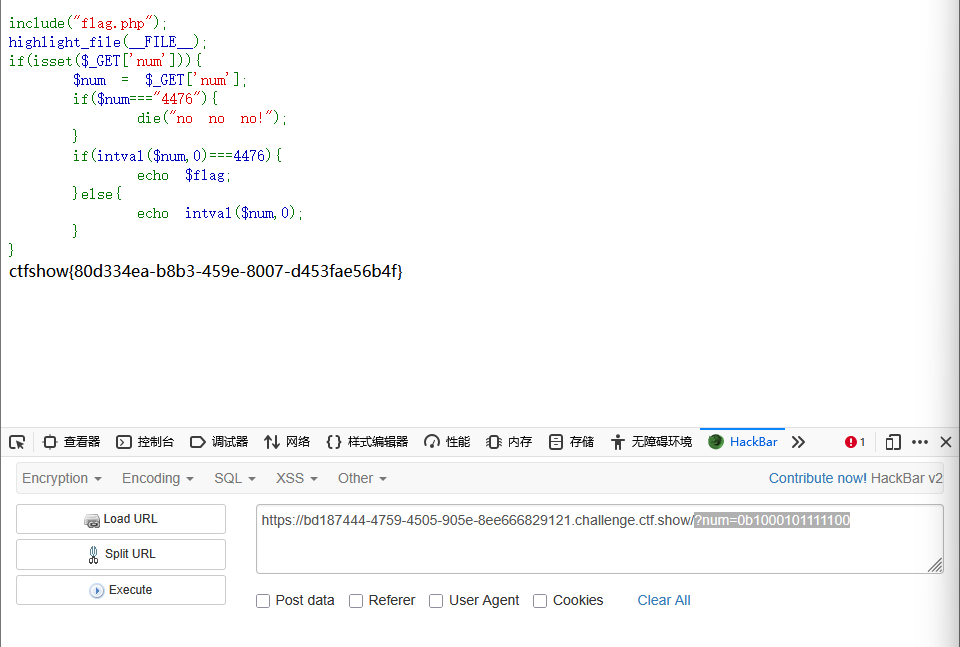 include("flag.php");
highlight_file(__FILE__);
if(isset($_GET['num'])){
$num = $_GET['num'];
if($num==="4476"){
die("no no no!");
}
if(intval($num,0)===4476){
echo $flag;
}else{
echo intval($num,0);
}
}
ctfshow{80d334ea-b8b3-459e-8007-d453fae56b4f}
查看器 控制台 调试器 网络 样式编辑器 性能 内存 存储 无障碍环境 HackBar 1
Encryption Encoding SQL XSS Other Contribute now! HackBar v2
Load URL
https://bd187444-4759-4505-905e-8ee666829121.challenge.ctf.show/?num=0b1000101111100
Split URL
Execute
Post data Referer User Agent Cookies Clear All